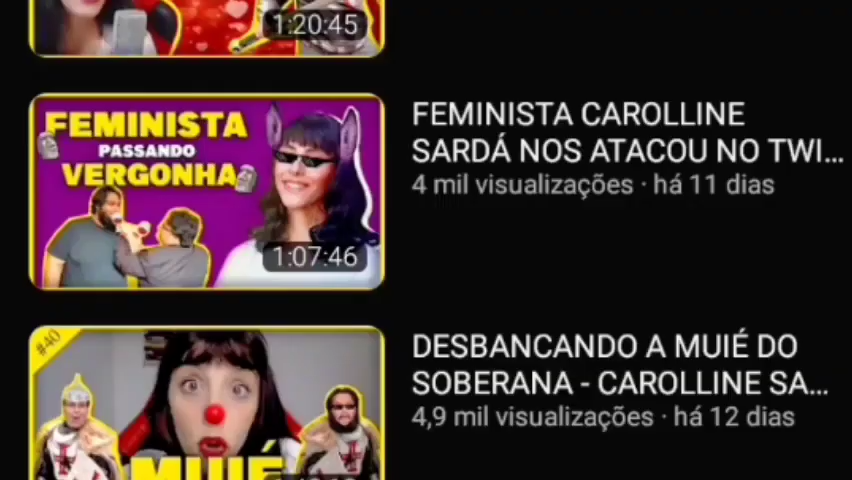 1:20:45
FEMINISTA
PASSANDO
VERGONHA
1:07:46
FEMINISTA CAROLLINE
SARDÁ NOS ATACOU NO TWI...
4 mil visualizações · há 11 dias
#40
MUIÉ
DESBANCANDO A MUIÉ DO
SOBERANA - CAROLLINE SA...
4,9 mil visualizações · há 12 dias